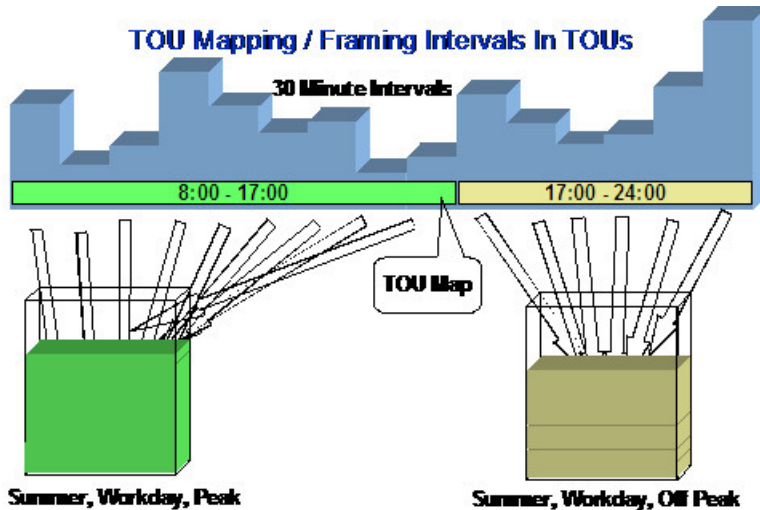 TOU Mapping / Framing Intervals In TOUs
30 Minute Intervals
8:00 - 17:00
17:00 - 24:00
TOU Map
Summer, Workday, Peak
Summer, Workday, Off Peak